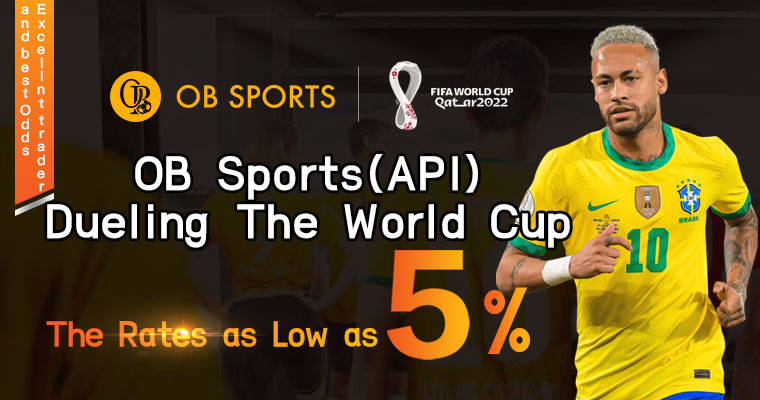 Excellnt trader
and best Odds
OB SPORTS
FIFA WORLD CUP
Qatar2022
OB Sports(API)
Dueling The World Cup
The Rates as Low as 5%
BRASIL
10